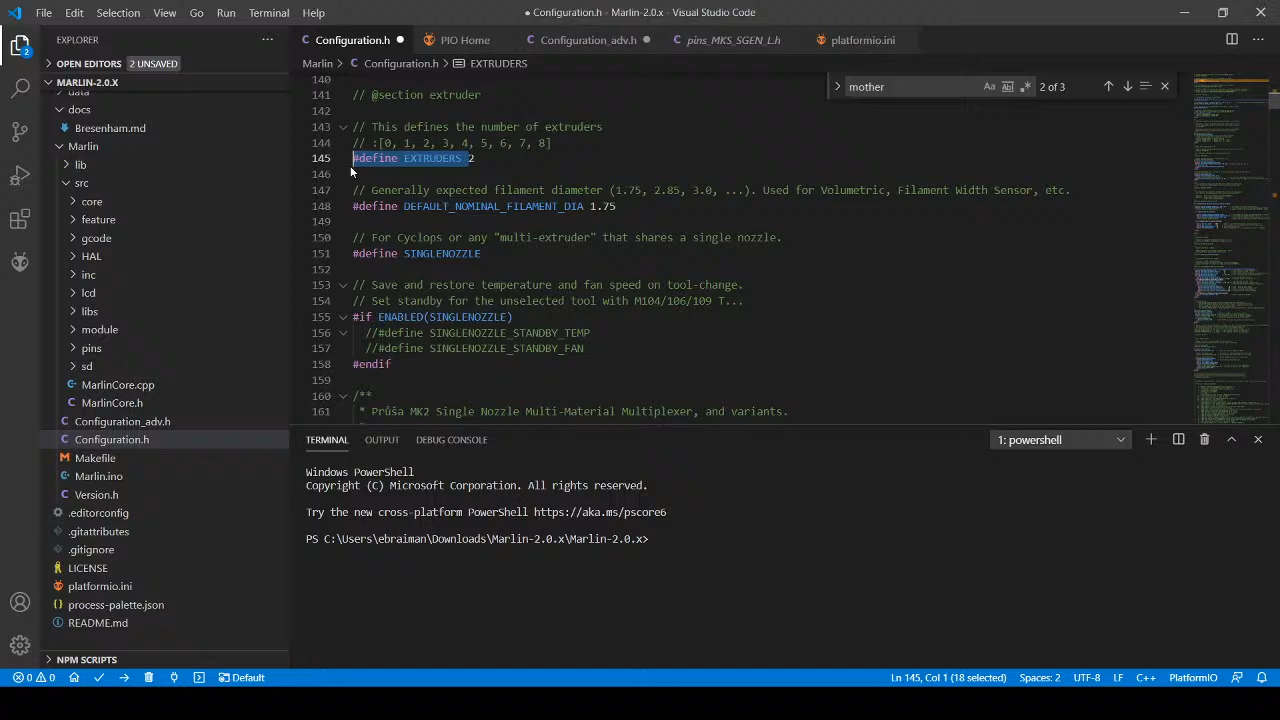 File Edit Selection View Go Run Terminal Help
● Configuration.h - Marlin-2.0.x - Visual Studio Code
EXPLORER
Configuration.h
PIO Home
Configuration_adv.h
pins_MKS_SGEN_L.h
platformio.ini
OPEN EDITORS 2 UNSAVED
MARLIN-2.0.X
data
docs
Bresenham.md
Marlin
lib
src
core
feature
gcode
HAL
inc
lcd
libs
module
pins
sd
MarlinCore.cpp
MarlinCore.h
Configuration_adv.h
Configuration.h
Makefile
Marlin.ino
Version.h
.editorconfig
.gitattributes
.gitignore
LICENSE
platformio.ini
process-palette.json
README.md
NPM SCRIPTS
2
Marlin > Configuration.h > EXTRUDERS
mother
Aa
Ab
2 of 3
140
141 // @section extruder
142
143 // This defines the number of extruders
144 // :[0, 1, 2, 3, 4, 5, 6, 7, 8]
145 #define EXTRUDERS 2
146
147 // Generally expected filament diameter (1.75, 2.85, 3.0, ...). Used for Volumetric, Filament Width Sensor, etc.
148 #define DEFAULT_NOMINAL_FILAMENT_DIA 1.75
149
150 // For Cyclops or any "multi-extruder" that shares a single nozzle.
151 #define SINGLENOZZLE
152
153 // Save and restore temperature and fan speed on tool-change.
154 // Set standby for the unselected tool with M104/106/109 T...
155 #if ENABLED(SINGLENOZZLE)
156 //#define SINGLENOZZLE_STANDBY_TEMP
157 //#define SINGLENOZZLE_STANDBY_FAN
158 #endif
159
160 /**
161 * Průša MK2 Single Nozzle Multi-Material Multiplexer, and variants.
TERMINAL OUTPUT DEBUG CONSOLE
1: powershell
Windows PowerShell
Copyright (C) Microsoft Corporation. All rights reserved.
Try the new cross-platform PowerShell https://aka.ms/pscore6
PS C:\Users\ebraiman\Downloads\Marlin-2.0.x\Marlin-2.0.x>
0 0 Default
Ln 145, Col 1 (18 selected) Spaces: 2 UTF-8 LF C++ PlatformIO